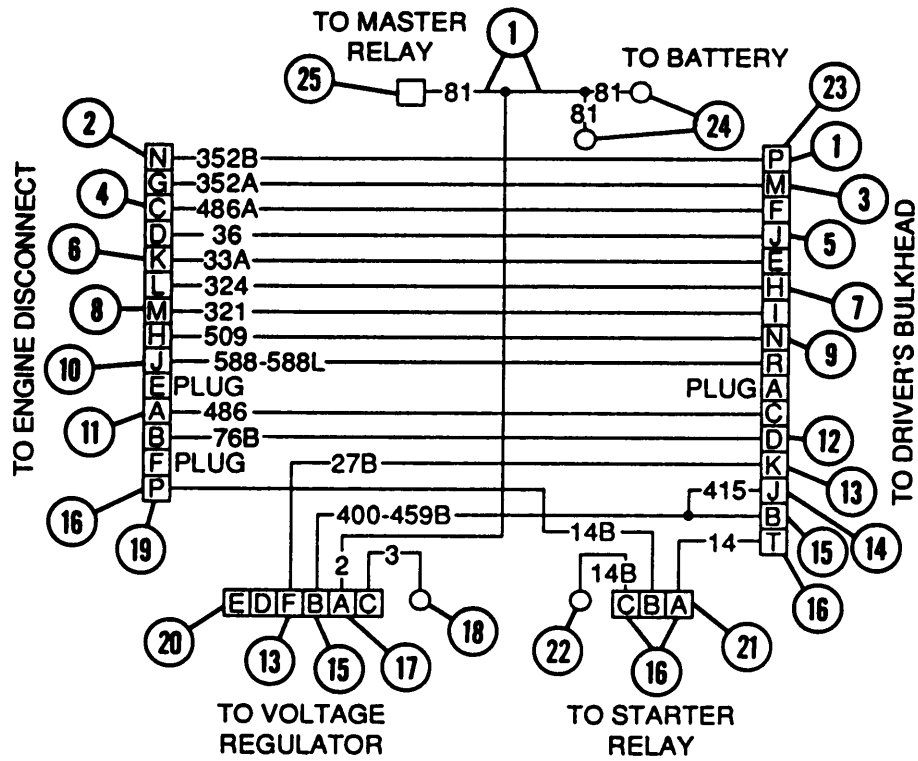 TO MASTER
RELAY
1
TO BATTERY
25
81
81
81
24
23
2
N 352B P
1
G 352A M
3
4
C 486A F
D 36 J
5
6
K 33A E
L 324 H
7
8
M 321 I
H 509 N
9
10
J 588-588L R
E PLUG PLUG A
11
A 486 C
B 76B D
12
F PLUG 27B K
13
16
P 415 J
14
400-459B B
15
19
14B 14 T
16
2 3 14B
E D F B A C
C B A
20
13
15
17
18
22
16
21
TO ENGINE DISCONNECT
TO DRIVER'S BULKHEAD
TO VOLTAGE
REGULATOR
TO STARTER
RELAY